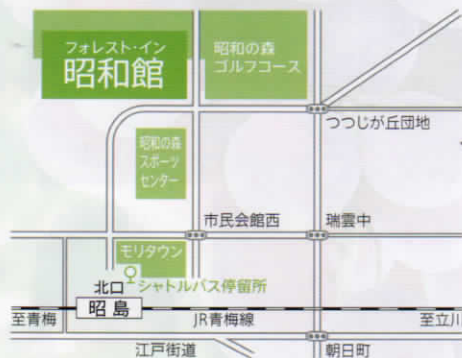 フォレスト・イン
昭和館
昭和の森
ゴルフコース
つつじが丘団地
昭和の森
スポーツ
センター
市民会館西
瑞雲中
モリタウン
北口
シャトルバス停留所
昭島
至青梅
JR青梅線
至立川
江戸街道
朝日町